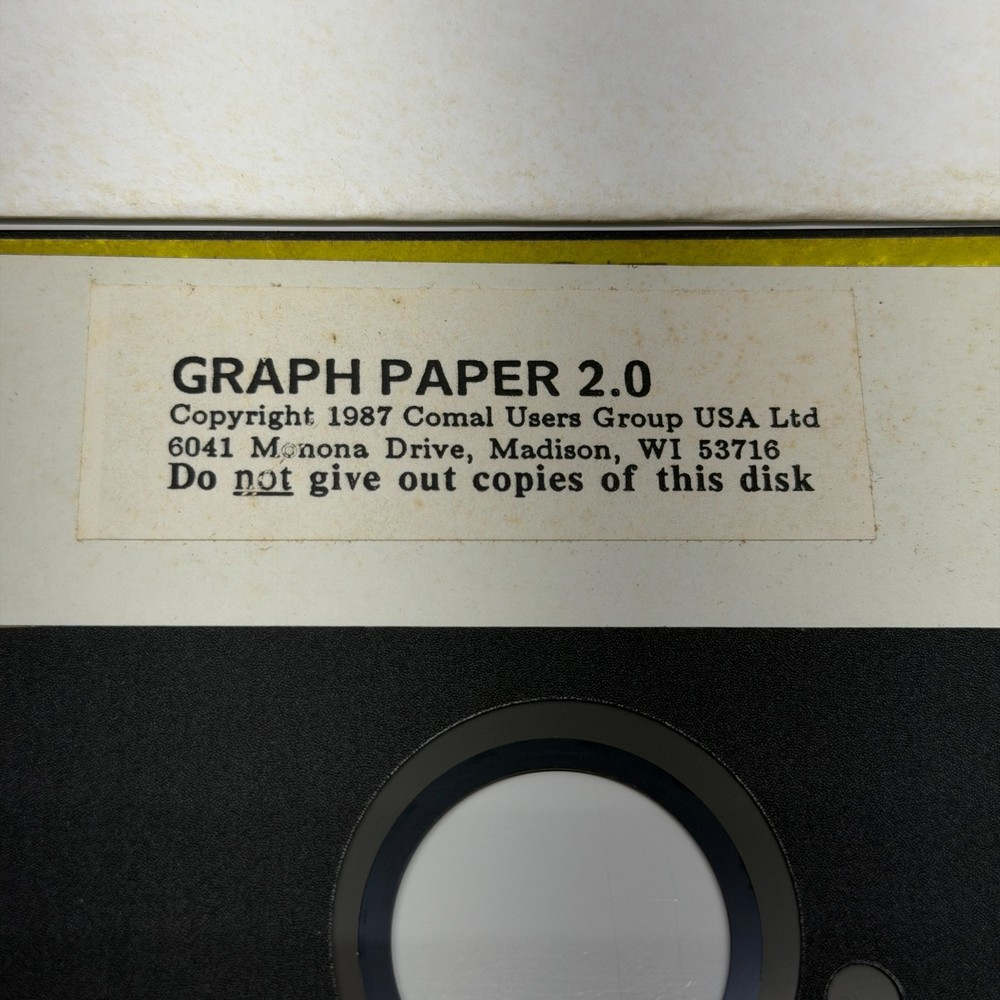 GRAPH PAPER 2.0
Copyright 1987 Comal Users Group USA Ltd
6041 Monona Drive, Madison, WI 53716
Do not give out copies of this disk